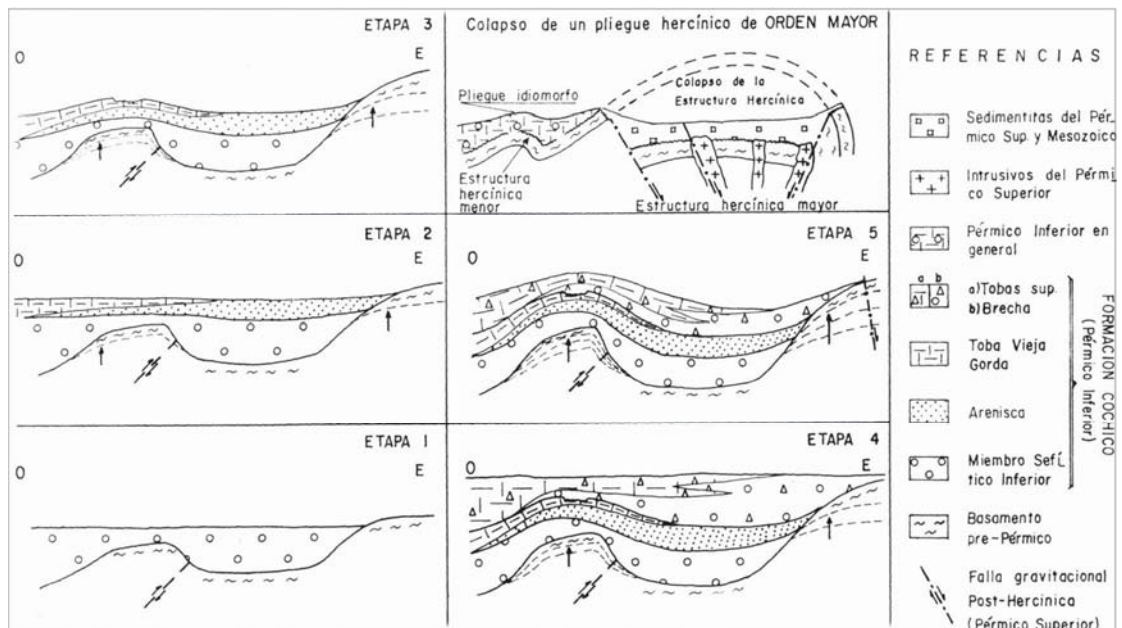 ETAPA 3
O
E
Colapso de un pliegue hercínico de ORDEN MAYOR
Colapso de la
Estructura Hercínica
Pliegue idiomorfo
Estructura
hercínica
menor
Estructura hercínica mayor
ETAPA 2
O
E
ETAPA 5
O
E
ETAPA 1
O
E
ETAPA 4
O
E
REFERENCIAS
Sedimentitas del Pér_
mico Sup. y Mesozoico
Intrusivos del Pérmi_
co Superior
Pérmico Inferior en
general
a b
a)Tobas sup.
b)Brecha
Toba Vieja
Gorda
Arenisca
Miembro Sefí_
tico Inferior
FORMACION COCHICO
(Pérmico Inferior)
Basamento
pre-Pérmico
Falla gravitacional
Post-Hercínica
(Pérmico Superior)